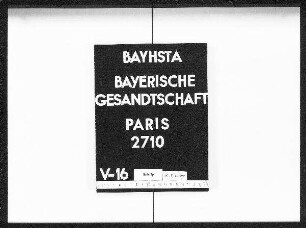 BAYHSTA
BAYERISCHE
GESANDTSCHAFT
PARIS
2710
V-16